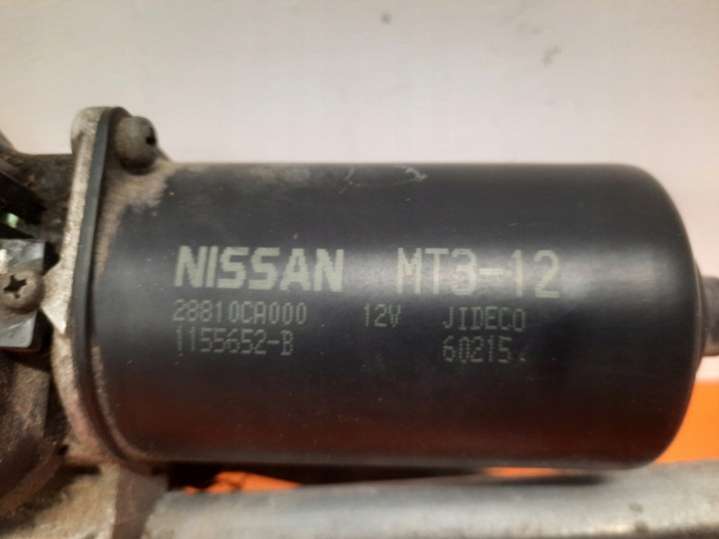 NISSAN MT3-12
28810CA000 12V JIDECO
1155652-B 60215